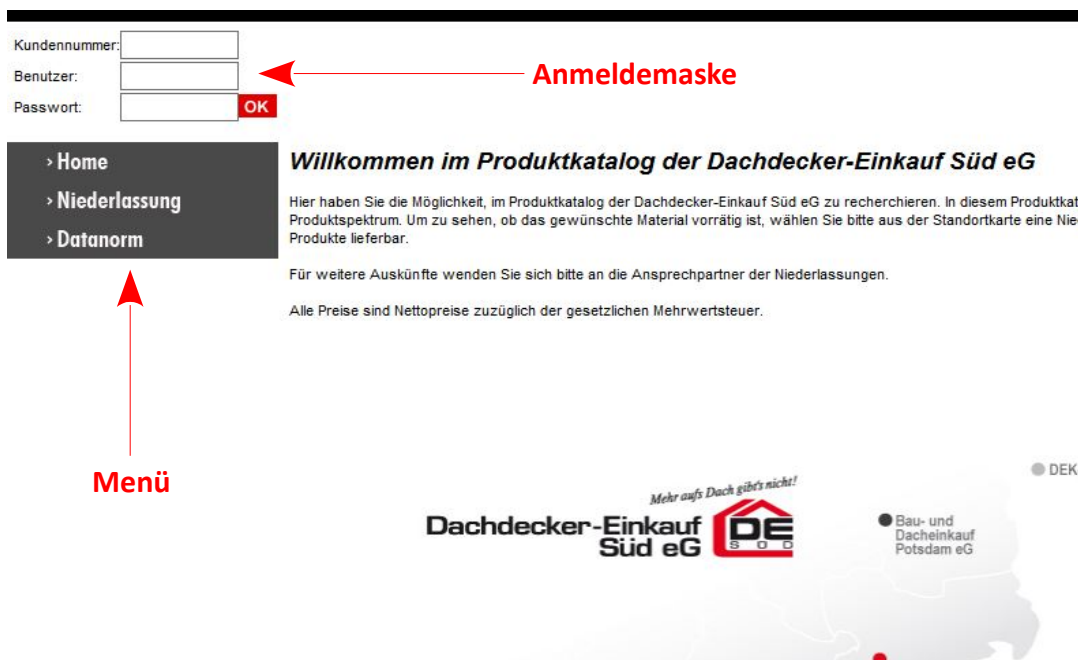 Kundennummer:
Benutzer:
Passwort:
OK
Anmeldemaske
› Home
› Niederlassung
› Datanorm
Menü
Willkommen im Produktkatalog der Dachdecker-Einkauf Süd eG
Hier haben Sie die Möglichkeit, im Produktkatalog der Dachdecker-Einkauf Süd eG zu recherchieren. In diesem Produktkat
Produktspektrum. Um zu sehen, ob das gewünschte Material vorrätig ist, wählen Sie bitte aus der Standortkarte eine Nie
Produkte lieferbar.
Für weitere Auskünfte wenden Sie sich bitte an die Ansprechpartner der Niederlassungen.
Alle Preise sind Nettopreise zuzüglich der gesetzlichen Mehrwertsteuer.
Mehr aufs Dach gibt's nicht!
Dachdecker-Einkauf
Süd eG
DE
SÜD
DEK
Bau- und
Dacheinkauf
Potsdam eG